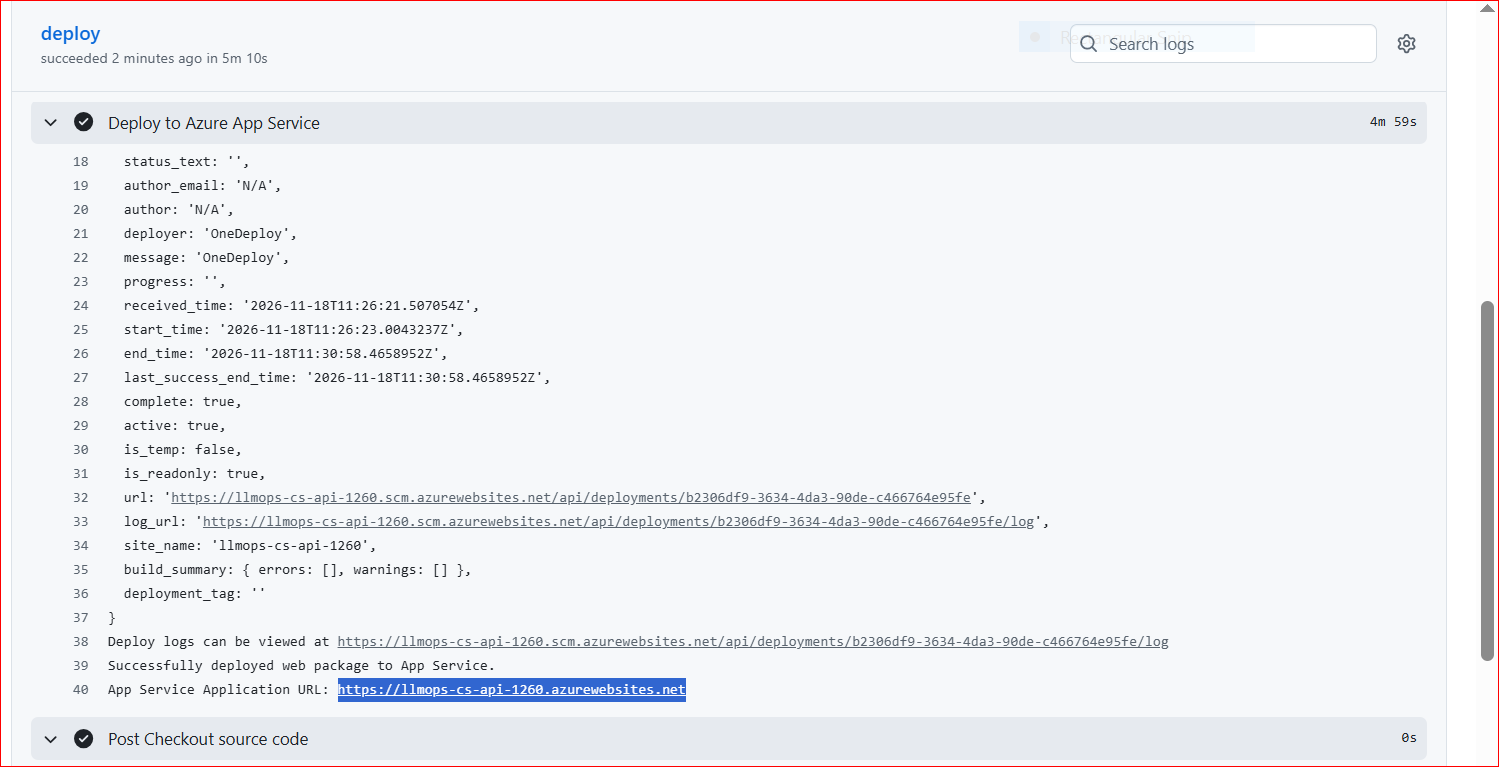 deploy
succeeded 2 minutes ago in 5m 10s
Rectangular Snip
Search logs
Deploy to Azure App Service 4m 59s
18 status_text: '',
19 author_email: 'N/A',
20 author: 'N/A',
21 deployer: 'OneDeploy',
22 message: 'OneDeploy',
23 progress: '',
24 received_time: '2026-11-18T11:26:21.507054Z',
25 start_time: '2026-11-18T11:26:23.0043237Z',
26 end_time: '2026-11-18T11:30:58.4658952Z',
27 last_success_end_time: '2026-11-18T11:30:58.4658952Z',
28 complete: true,
29 active: true,
30 is_temp: false,
31 is_readonly: true,
32 url: 'https://llmops-cs-api-1260.scm.azurewebsites.net/api/deployments/b2306df9-3634-4da3-90de-c466764e95fe',
33 log_url: 'https://llmops-cs-api-1260.scm.azurewebsites.net/api/deployments/b2306df9-3634-4da3-90de-c466764e95fe/log',
34 site_name: 'llmops-cs-api-1260',
35 build_summary: { errors: [], warnings: [] },
36 deployment_tag: ''
37 }
38 Deploy logs can be viewed at https://llmops-cs-api-1260.scm.azurewebsites.net/api/deployments/b2306df9-3634-4da3-90de-c466764e95fe/log
39 Successfully deployed web package to App Service.
40 App Service Application URL: https://llmops-cs-api-1260.azurewebsites.net
Post Checkout source code 0s